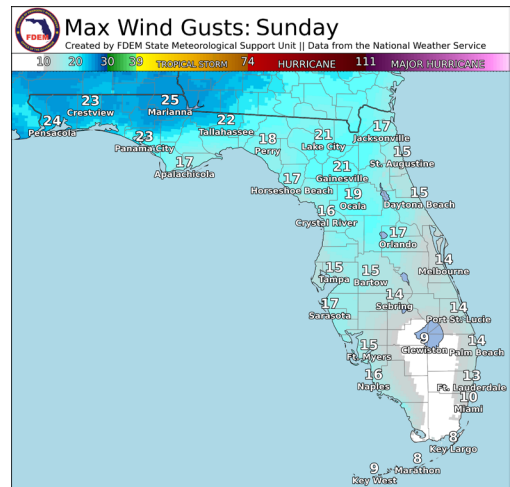 FDEM
Max Wind Gusts: Sunday
Created by FDEM State Meteorological Support Unit || Data from the National Weather Service
10 20 30 39 TROPICAL STORM 74 HURRICANE 111 MAJOR HURRICANE
23
Crestview
25
Marianna
24
Pensacola
22
Tallahassee
23
Panama City
18
Perry
21
Lake City
17
Jacksonville
17
Apalachicola
15
St. Augustine
21
Gainesville
17
Horseshoe Beach
19
Ocala
15
Daytona Beach
16
Crystal River
17
Orlando
14
Melbourne
15
Tampa
15
Bartow
14
Sebring
17
Sarasota
14
Port St. Lucie
9
Clewiston
14
Palm Beach
15
Ft. Myers
16
Naples
13
Ft. Lauderdale
10
Miami
8
Key Largo
8
Marathon
9
Key West